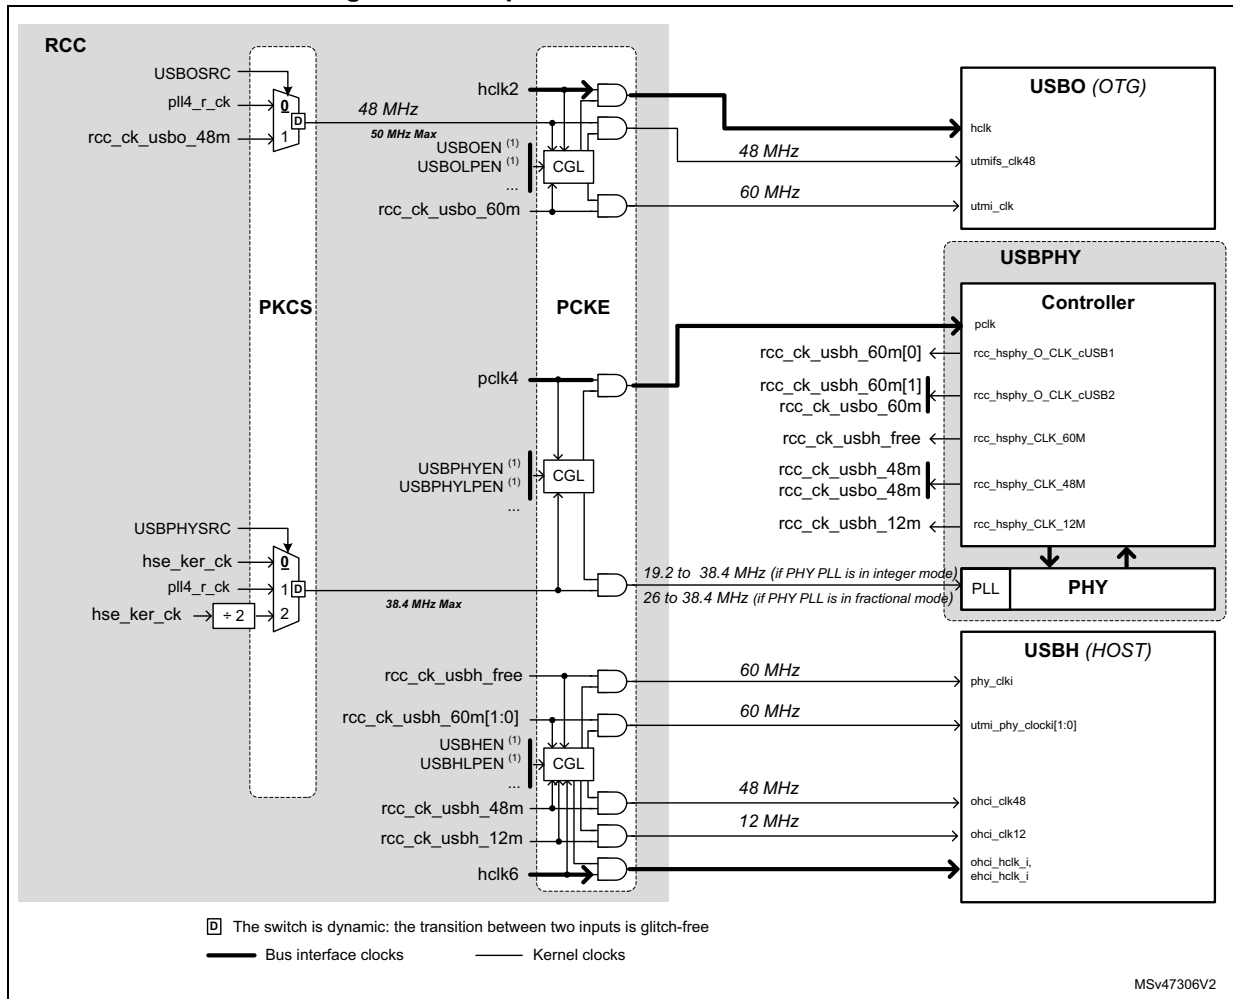 RCC
USBOSRC
pll4_r_ck
rcc_ck_usbo_48m
0
1
D
48 MHz
50 MHz Max
hclk2
USBOEN (1)
USBOLPEN (1)
...
CGL
rcc_ck_usbo_60m
48 MHz
60 MHz
USBO (OTG)
hclk
utmifs_clk48
utmi_clk
PKCS
PCKE
pclk4
USBPHYEN (1)
USBPHYLPEN (1)
...
CGL
USBPHYSRC
hse_ker_ck
pll4_r_ck
hse_ker_ck
÷ 2
0
1
2
D
38.4 MHz Max
USBPHY
Controller
pclk
rcc_ck_usbh_60m[0]
rcc_hsphy_O_CLK_cUSB1
rcc_ck_usbh_60m[1]
rcc_ck_usbo_60m
rcc_hsphy_O_CLK_cUSB2
rcc_ck_usbh_free
rcc_hsphy_CLK_60M
rcc_ck_usbh_48m
rcc_ck_usbo_48m
rcc_hsphy_CLK_48M
rcc_ck_usbh_12m
rcc_hsphy_CLK_12M
19.2 to 38.4 MHz (if PHY PLL is in integer mode)
26 to 38.4 MHz (if PHY PLL is in fractional mode)
PLL
PHY
rcc_ck_usbh_free
rcc_ck_usbh_60m[1:0]
USBHEN (1)
USBHLPEN (1)
...
CGL
rcc_ck_usbh_48m
rcc_ck_usbh_12m
hclk6
60 MHz
60 MHz
48 MHz
12 MHz
USBH (HOST)
phy_clki
utmi_phy_clocki[1:0]
ohci_clk48
ohci_clk12
ohci_hclk_i,
ehci_hclk_i
D The switch is dynamic: the transition between two inputs is glitch-free
Bus interface clocks
Kernel clocks
MSv47306V2